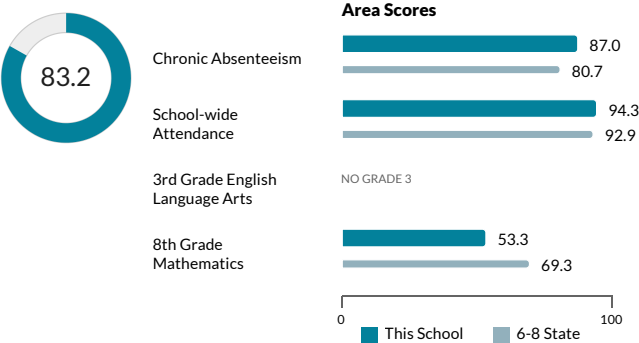 83.2
Area Scores
Chronic Absenteeism
87.0
80.7
School-wide
Attendance
94.3
92.9
3rd Grade English
Language Arts
NO GRADE 3
8th Grade
Mathematics
53.3
69.3
0
100
This School
6-8 State